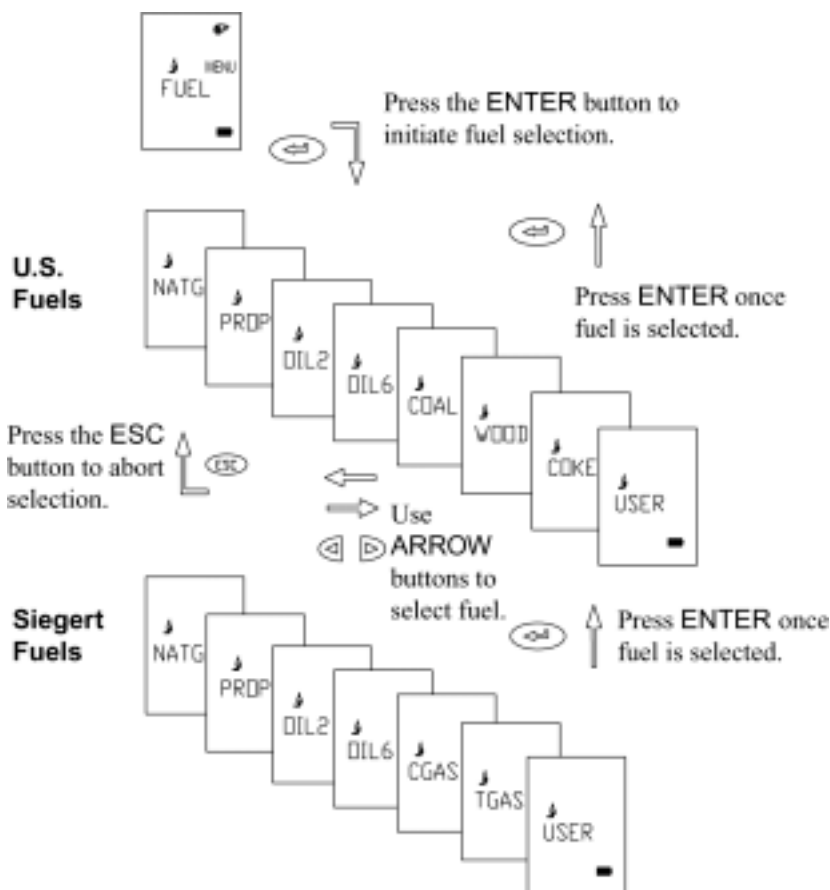 MENU
FUEL
Press the ENTER button to
initiate fuel selection.
U.S.
Fuels
NATG
PROP
OIL2
OIL6
COAL
WOOD
COKE
USER
Press ENTER once
fuel is selected.
Press the ESC
button to abort
selection.
ESC
Use
ARROW
buttons to
select fuel.
Siegert
Fuels
NATG
PROP
OIL2
OIL6
CGAS
TGAS
USER
Press ENTER once
fuel is selected.